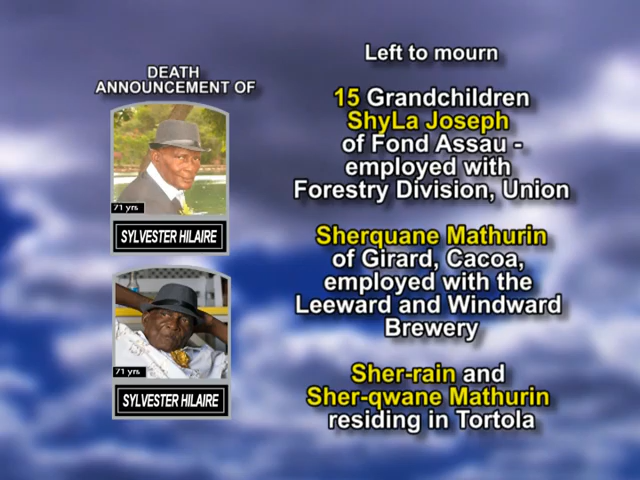 DEATH
ANNOUNCEMENT OF
71 yrs
SYLVESTER HILAIRE
71 yrs
SYLVESTER HILAIRE
Left to mourn
15 Grandchildren
ShyLa Joseph
of Fond Assau -
employed with
Forestry Division, Union
Sherquane Mathurin
of Girard, Cacoa,
employed with the
Leeward and Windward
Brewery
Sher-rain and
Sher-qwane Mathurin
residing in Tortola